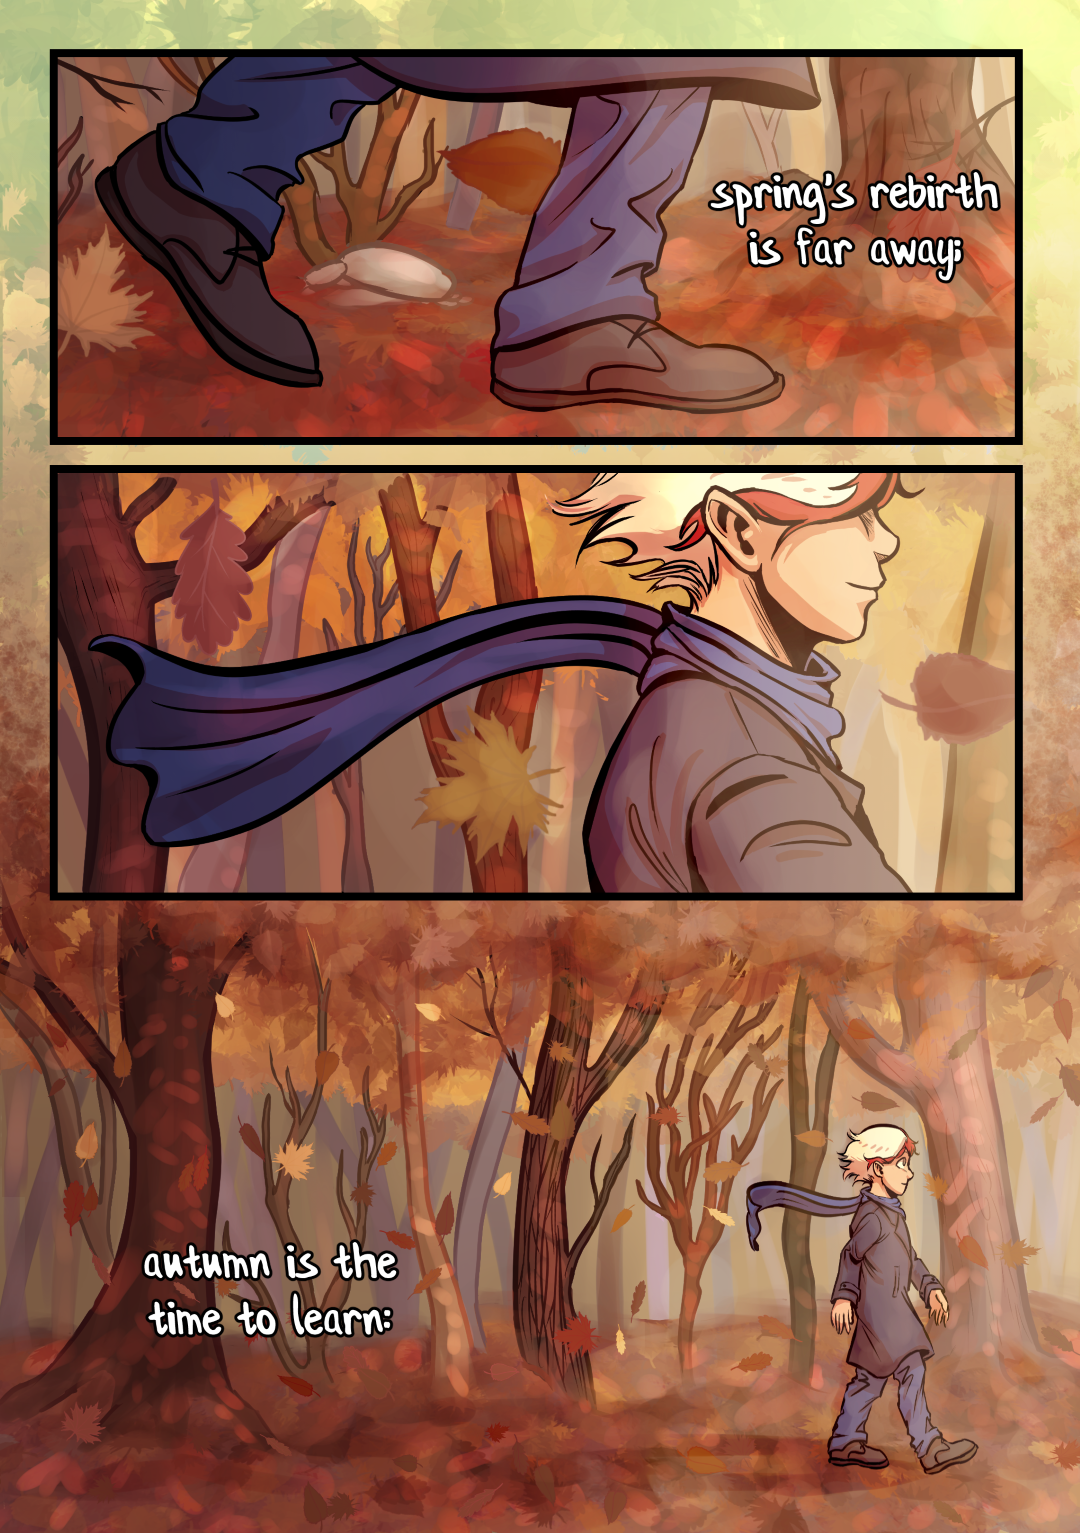 spring's rebirth
is far away;
autumn is the
time to learn: